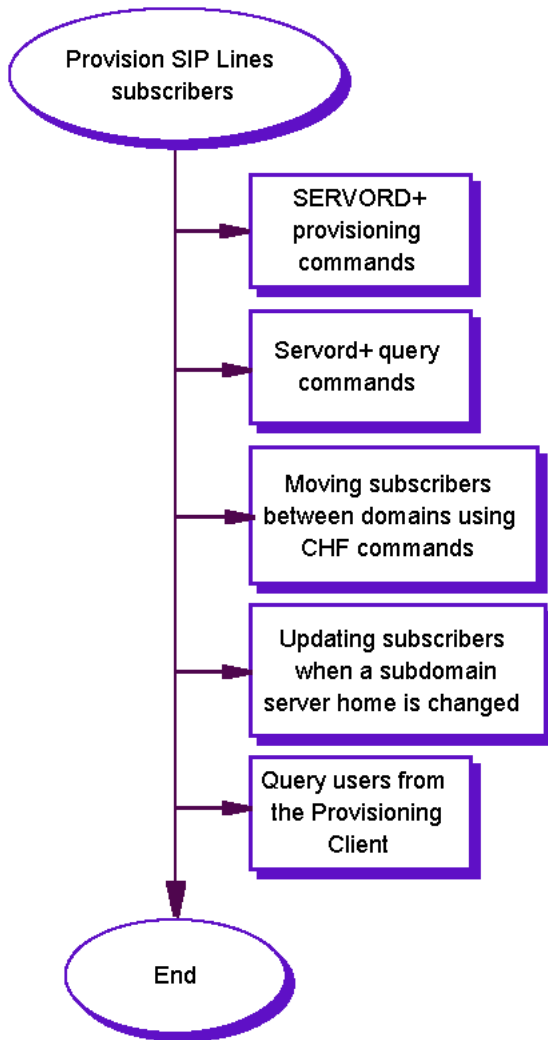 Provision SIP Lines
subscribers
SERVORD+
provisioning
commands
Servord+ query
commands
Moving subscribers
between domains using
CHF commands
Updating subscribers
when a subdomain
server home is changed
Query users from
the Provisioning
Client
End